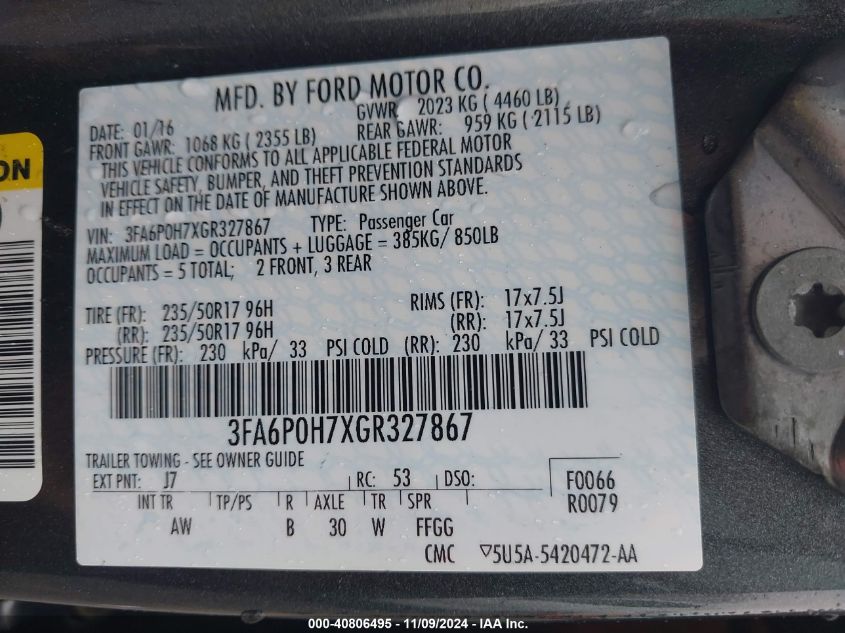 MFD. BY FORD MOTOR CO.
DATE: 01/16 GVWR: 2023 KG ( 4460 LB)
FRONT GAWR: 1068 KG ( 2355 LB) REAR GAWR: 959 KG ( 2115 LB)
THIS VEHICLE CONFORMS TO ALL APPLICABLE FEDERAL MOTOR
VEHICLE SAFETY, BUMPER, AND THEFT PREVENTION STANDARDS
IN EFFECT ON THE DATE OF MANUFACTURE SHOWN ABOVE.
VIN: 3FA6P0H7XGR327867 TYPE: Passenger Car
MAXIMUM LOAD = OCCUPANTS + LUGGAGE = 385KG/ 850LB
OCCUPANTS = 5 TOTAL; 2 FRONT, 3 REAR
TIRE (FR): 235/50R17 96H RIMS (FR): 17x7.5J
(RR): 235/50R17 96H (RR): 17x7.5J
PRESSURE (FR): 230 kPa/ 33 PSI COLD (RR): 230 kPa/ 33 PSI COLD
3FA6P0H7XGR327867
TRAILER TOWING - SEE OWNER GUIDE
EXT PNT: J7 RC: 53 DSO: F0066
R0079
INT TR TP/PS R AXLE TR SPR
AW B 30 W FFGG
CMC ▽5U5A-5420472-AA
ON
000-40806495 - 11/09/2024 - IAA Inc.